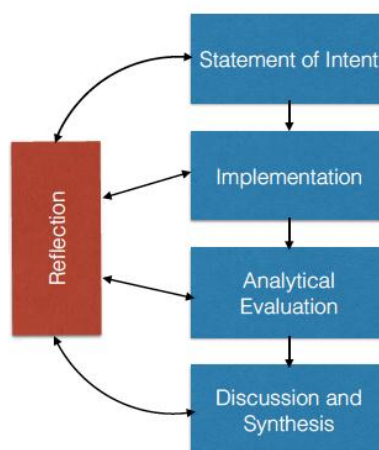 Statement of Intent
Implementation
Reflection
Analytical
Evaluation
Discussion and
Synthesis